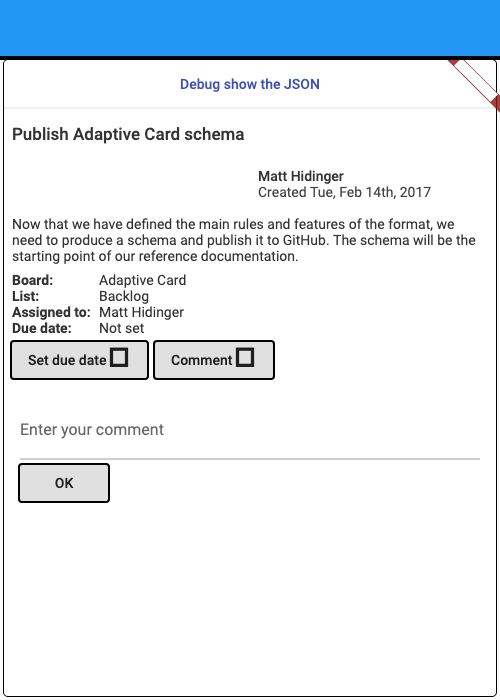 Debug show the JSON
Publish Adaptive Card schema
Matt Hidinger
Created Tue, Feb 14th, 2017
Now that we have defined the main rules and features of the format, we
need to produce a schema and publish it to GitHub. The schema will be the
starting point of our reference documentation.
Board: Adaptive Card
List: Backlog
Assigned to: Matt Hidinger
Due date: Not set
Set due date Comment
Enter your comment
OK